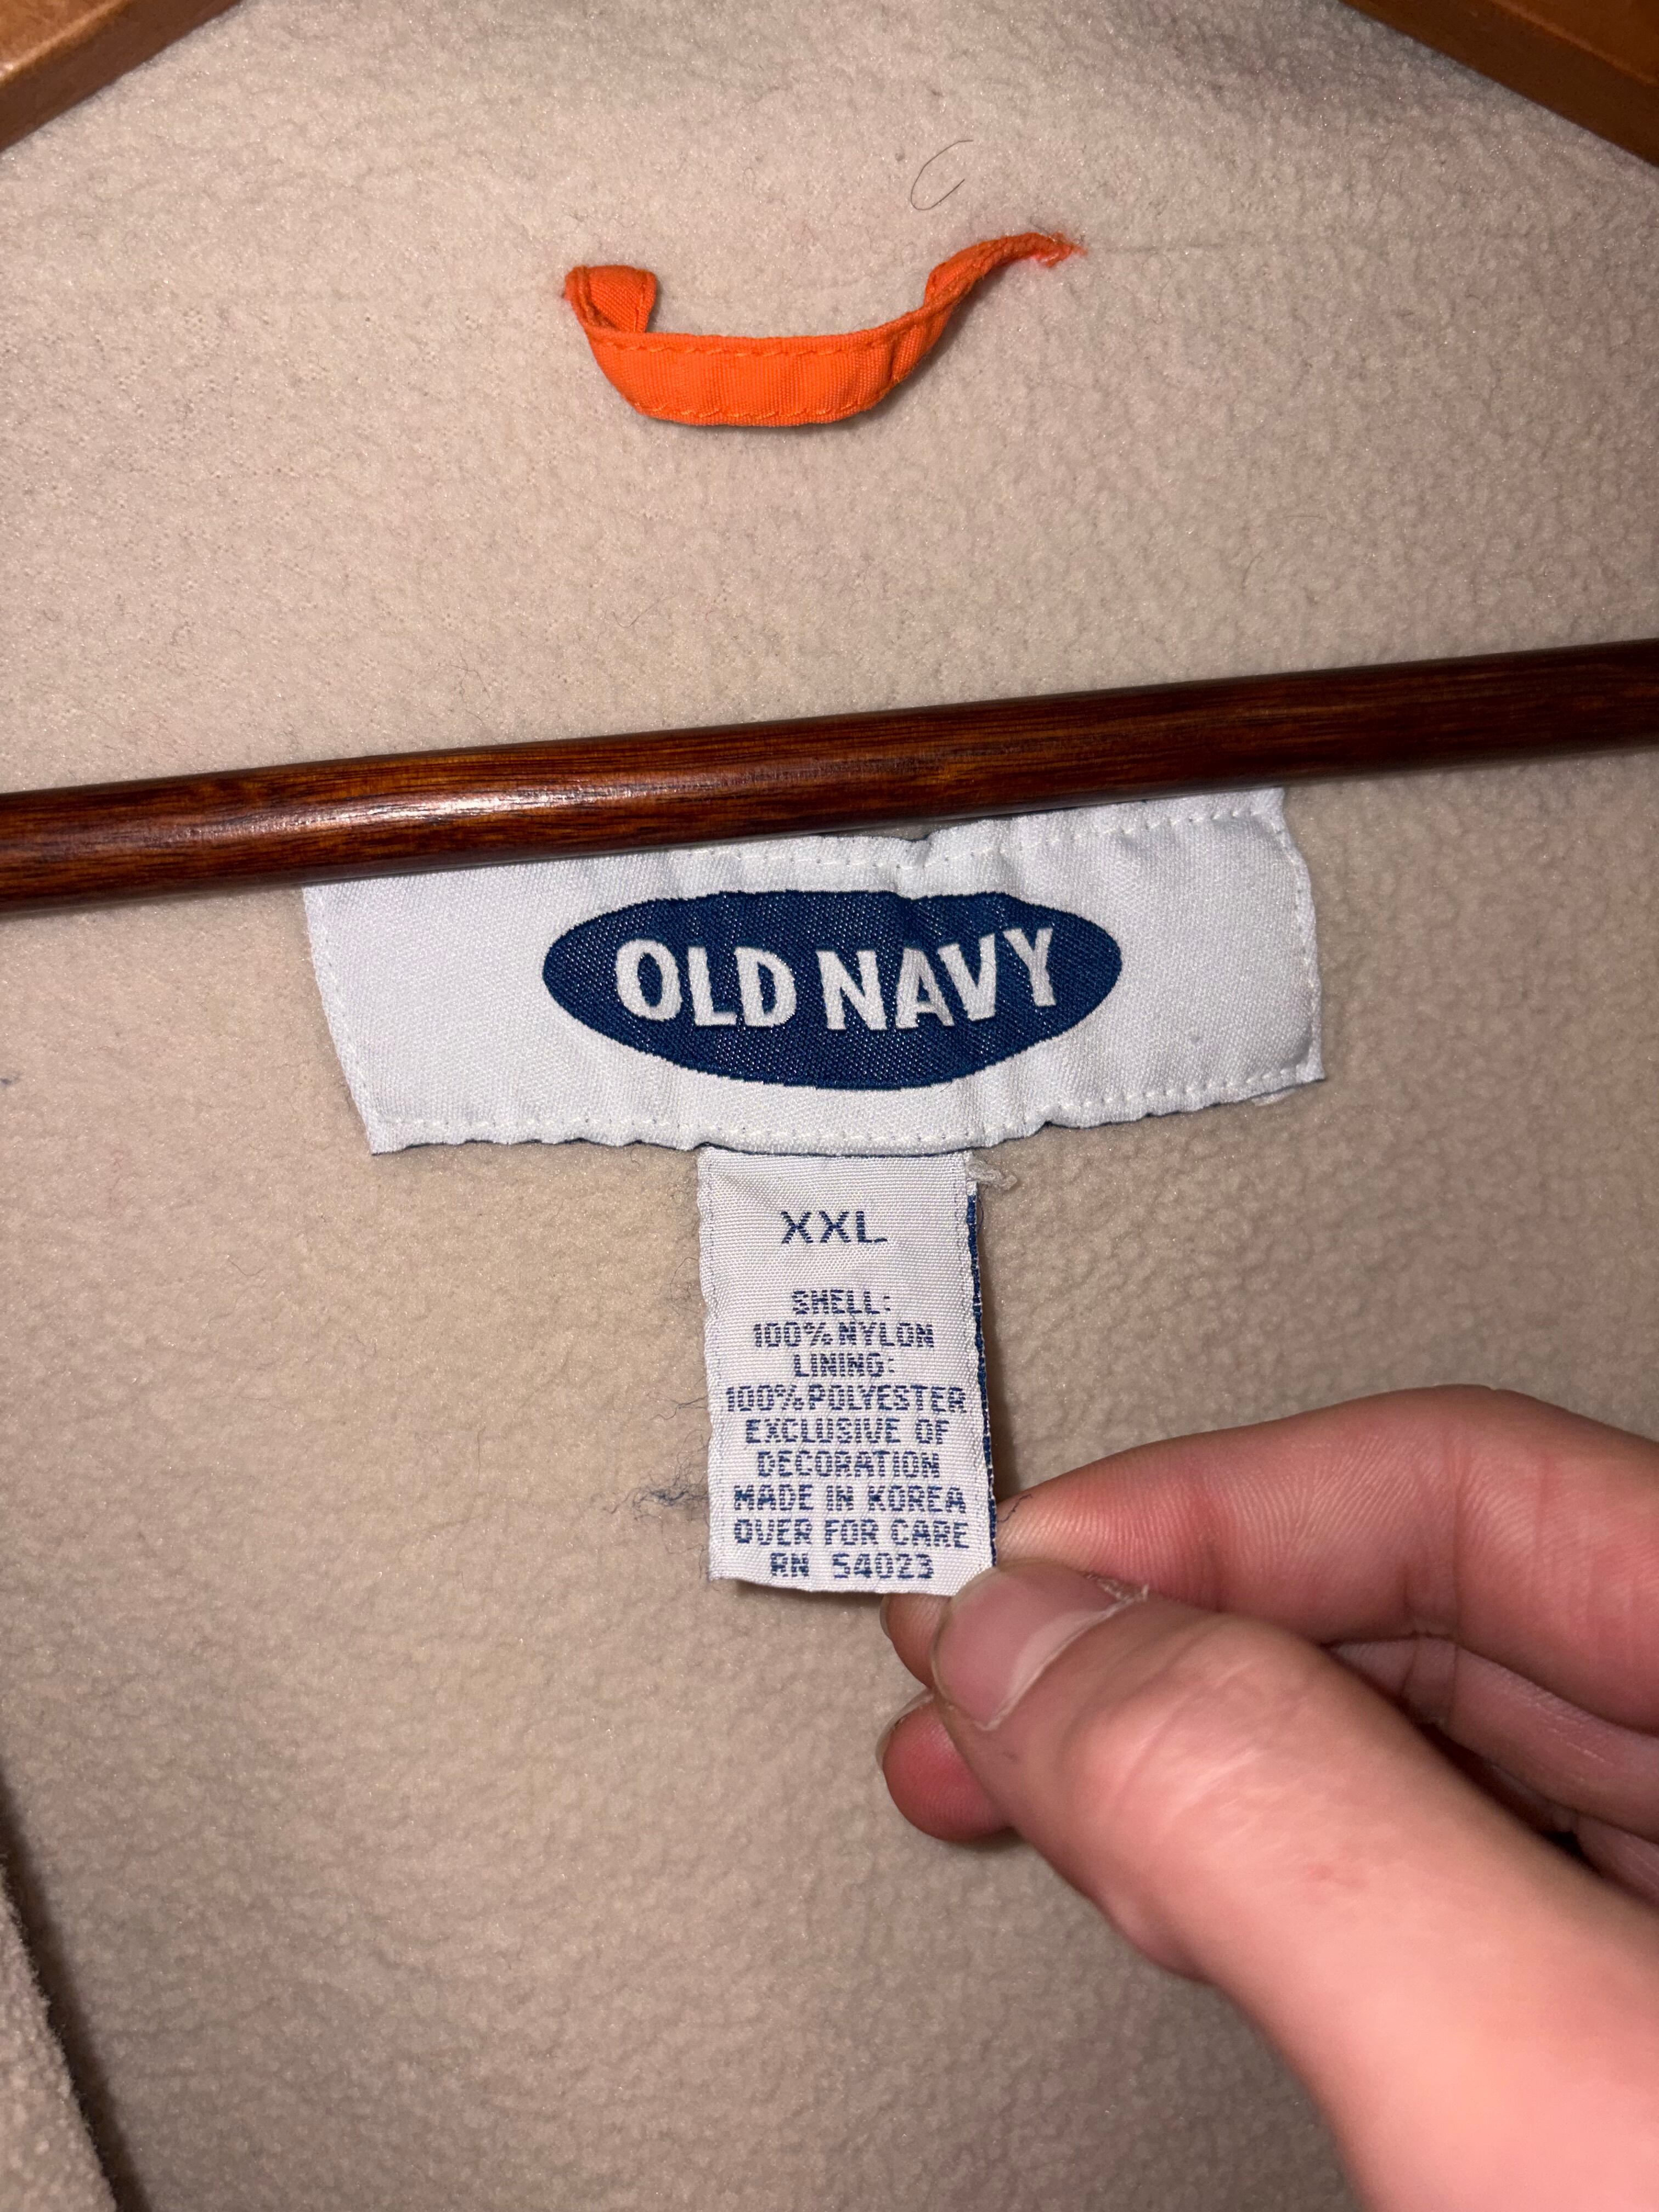 OLD NAVY
XXL
SHELL:
100% NYLON
LINING:
100% POLYESTER
EXCLUSIVE OF
DECORATION
MADE IN KOREA
OVER FOR CARE
RN 54023